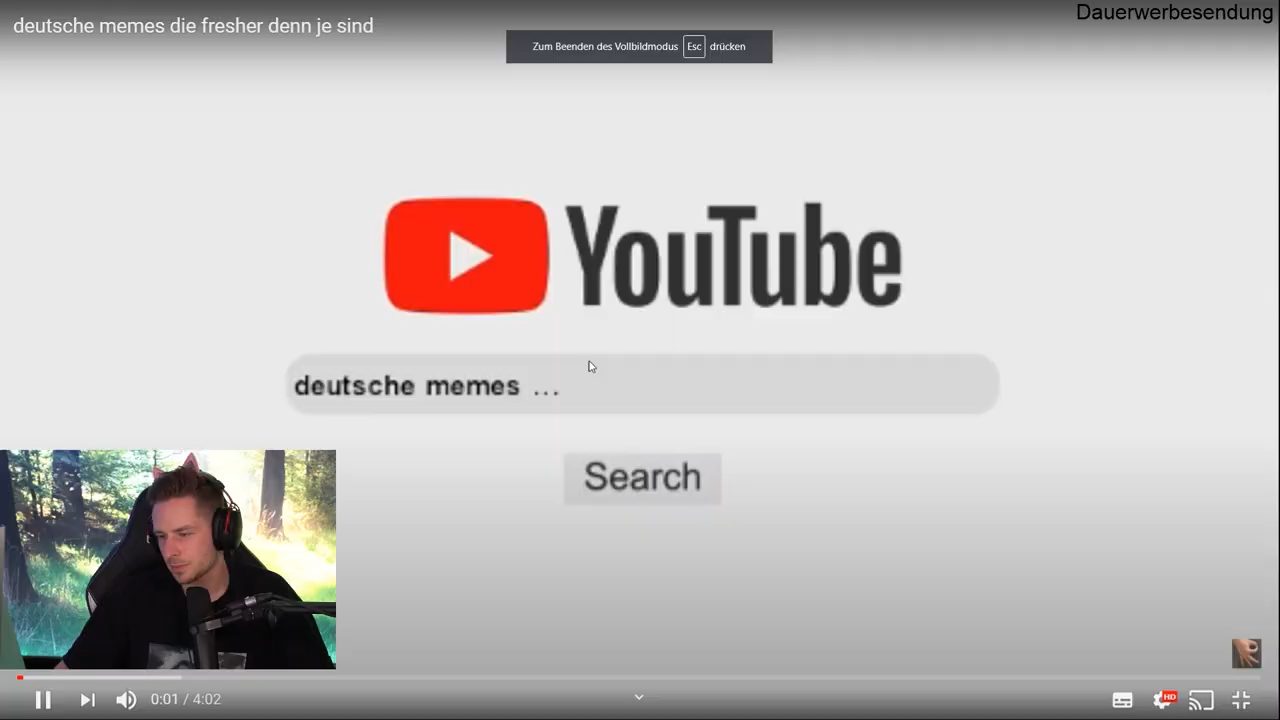 deutsche memes die fresher denn je sind
Dauerwerbesendung
Zum Beenden des Vollbildmodus Esc drücken
YouTube
deutsche memes ...
Search
0:01 / 4:02
HD